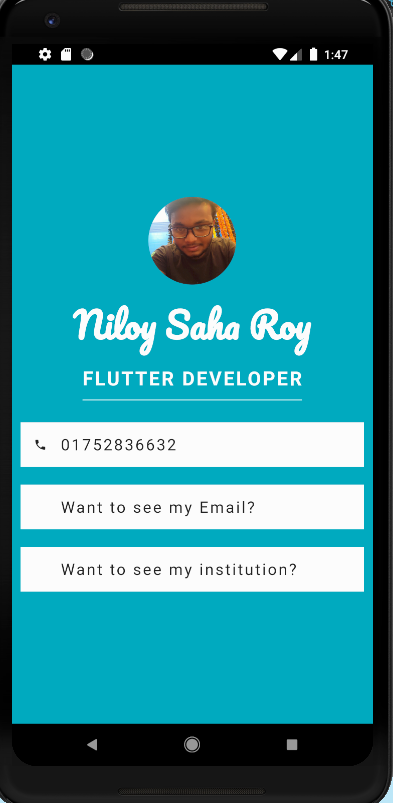 1:47
Niloy Saha Roy
FLUTTER DEVELOPER
01752836632
Want to see my Email?
Want to see my institution?